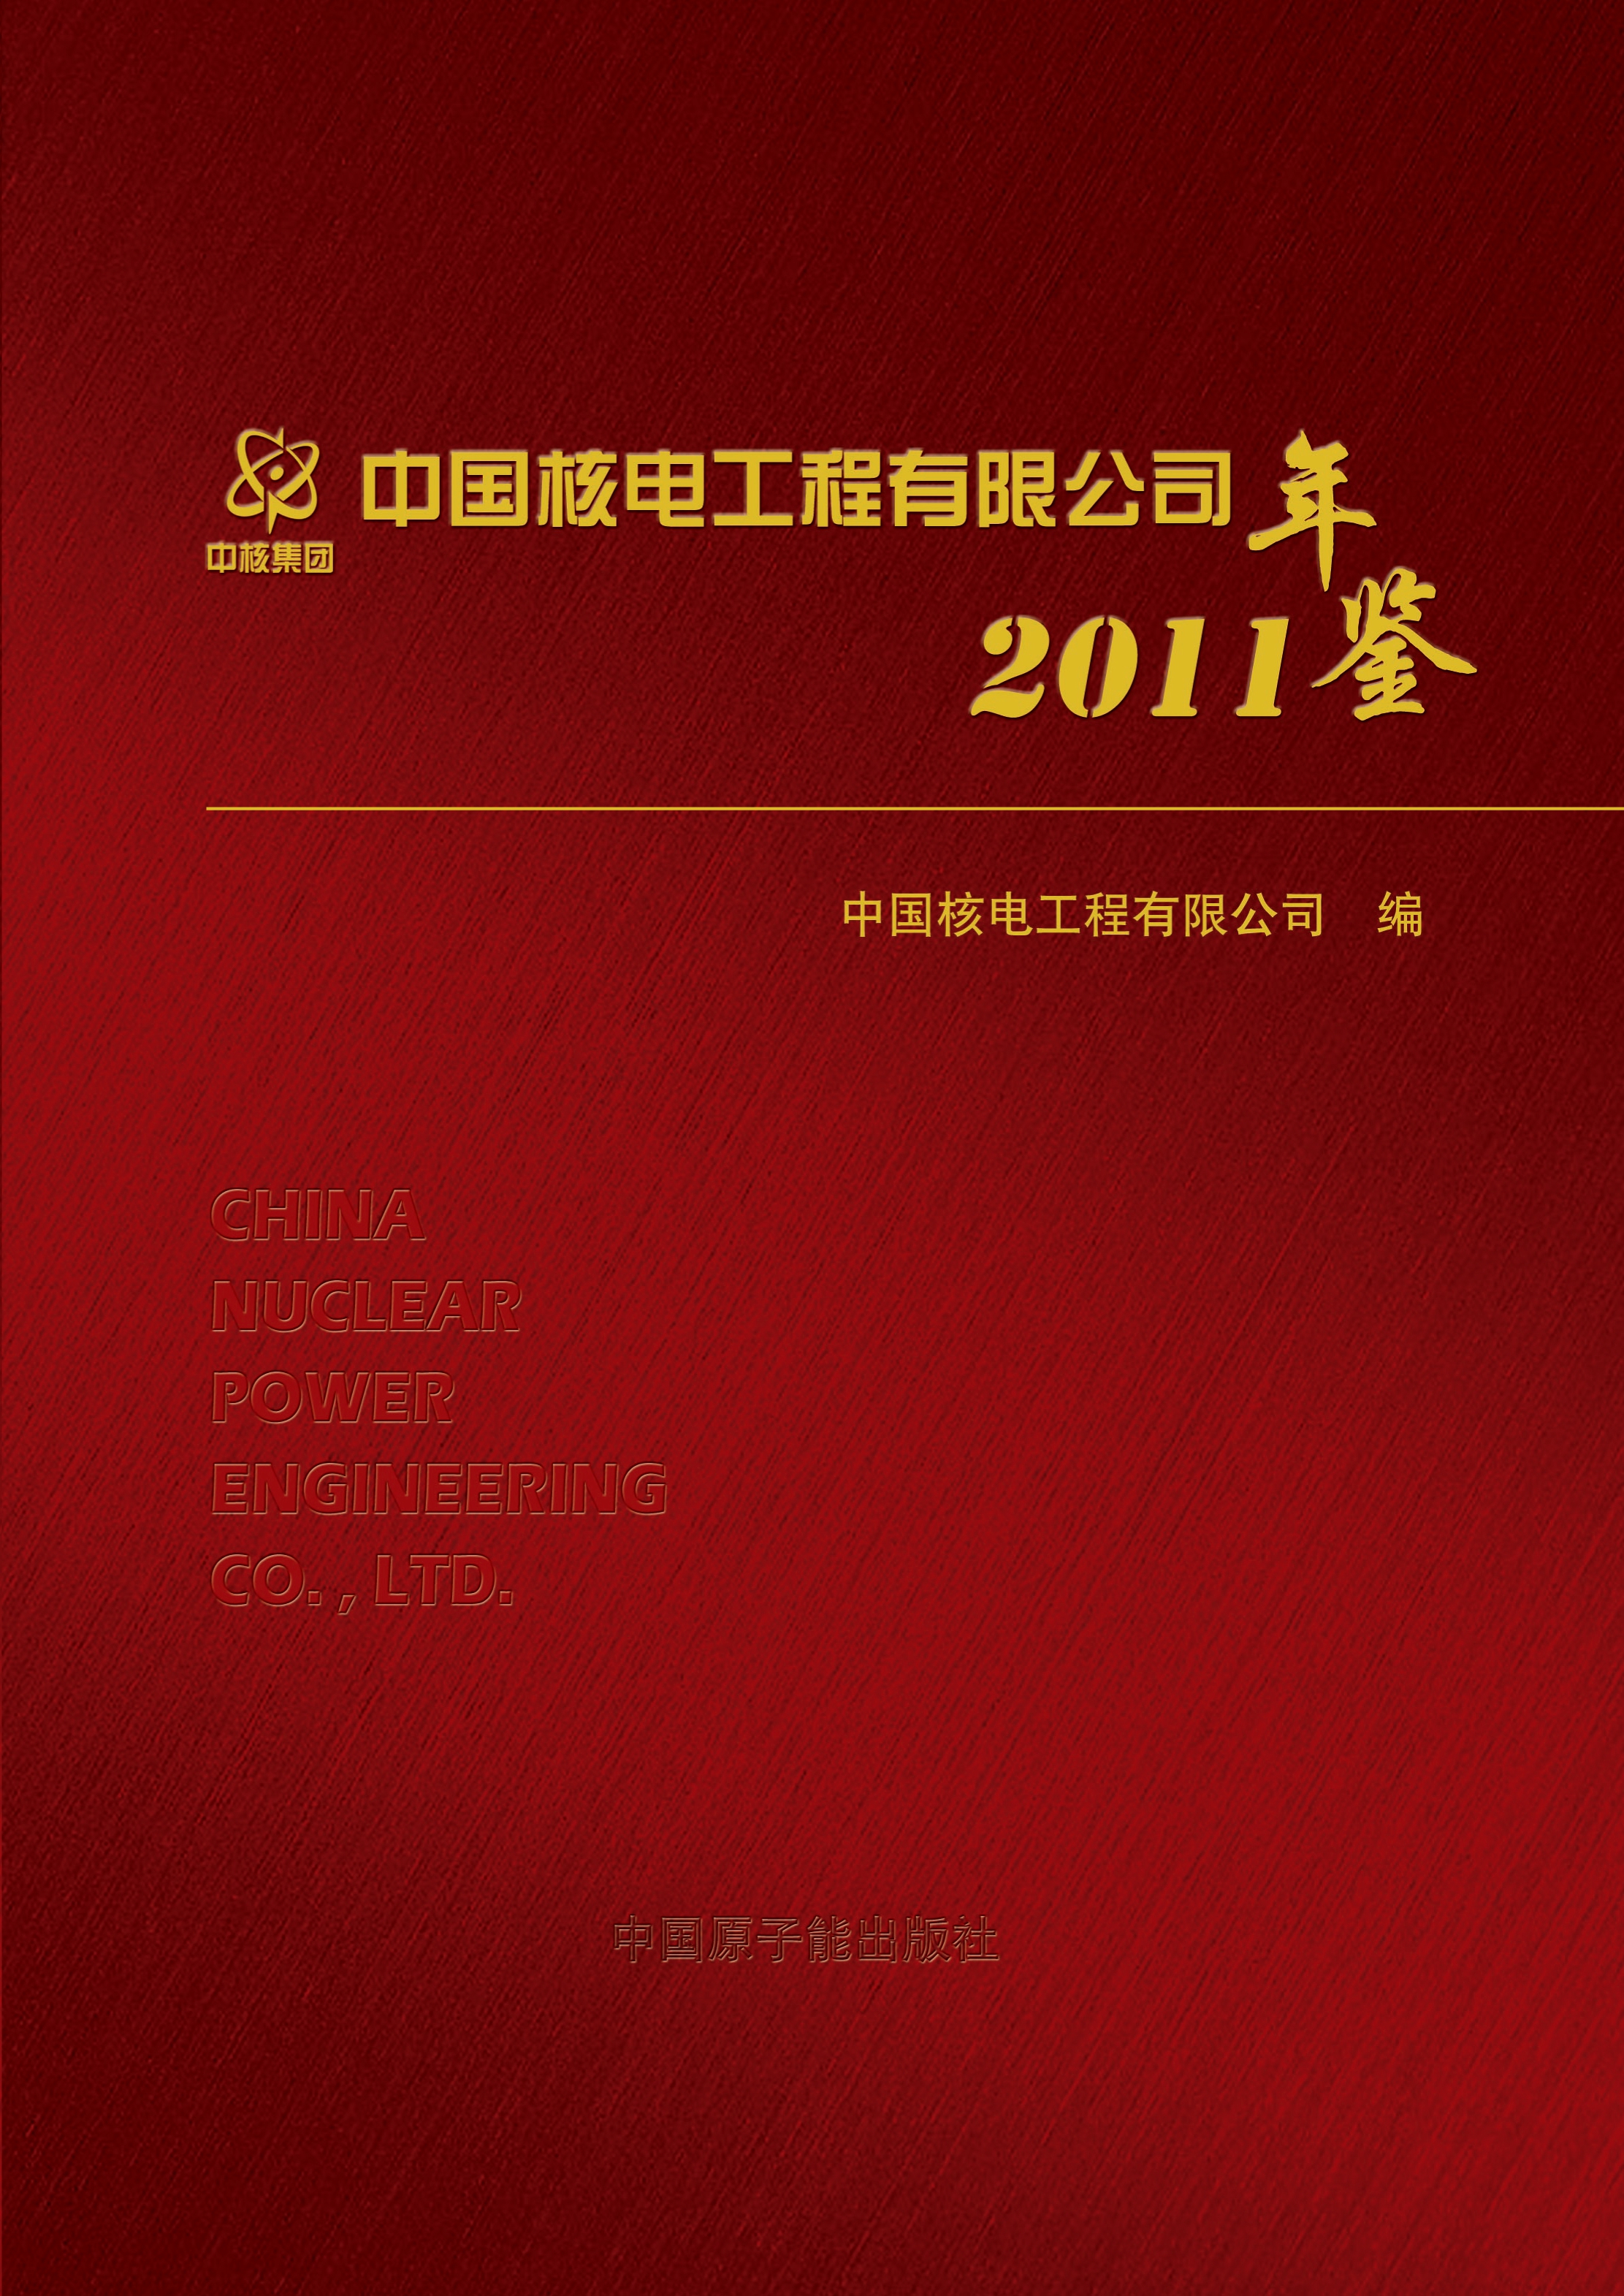 中国核电工程有限公司年鉴
中核集团
2011
中国核电工程有限公司 编
CHINA
NUCLEAR
POWER
ENGINEERING
CO. , LTD.
中国原子能出版社